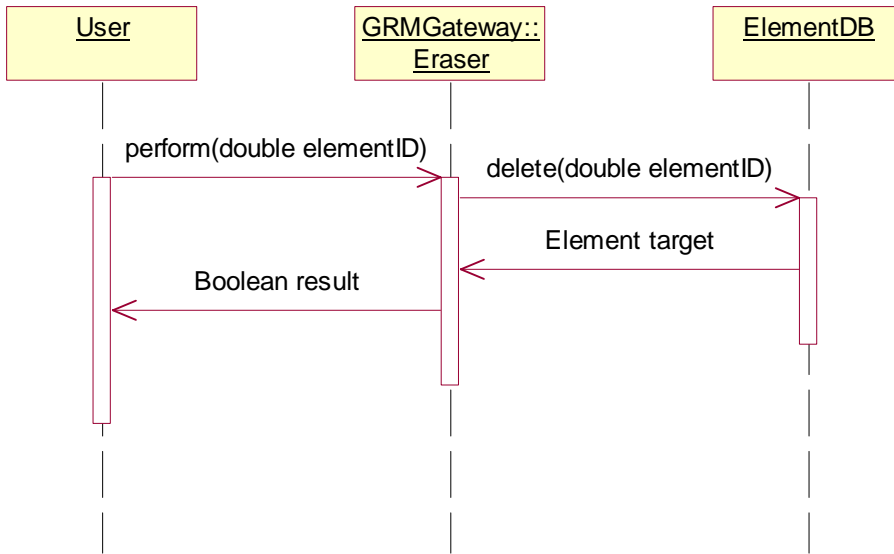 User
GRMGateway::
Eraser
ElementDB
perform(double elementID)
delete(double elementID)
Element target
Boolean result